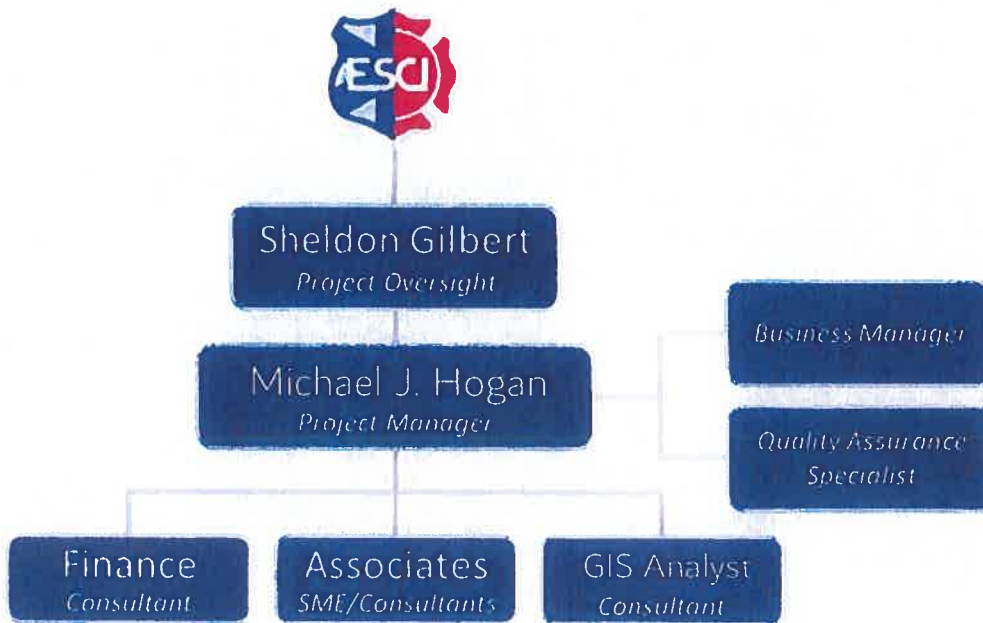 ÆSCI
Sheldon Gilbert
Project Oversight
Michael J. Hogan
Project Manager
Business Manager
Quality Assurance
Specialist
Finance
Consultant
Associates
SME/Consultants
GIS Analyst
Consultant